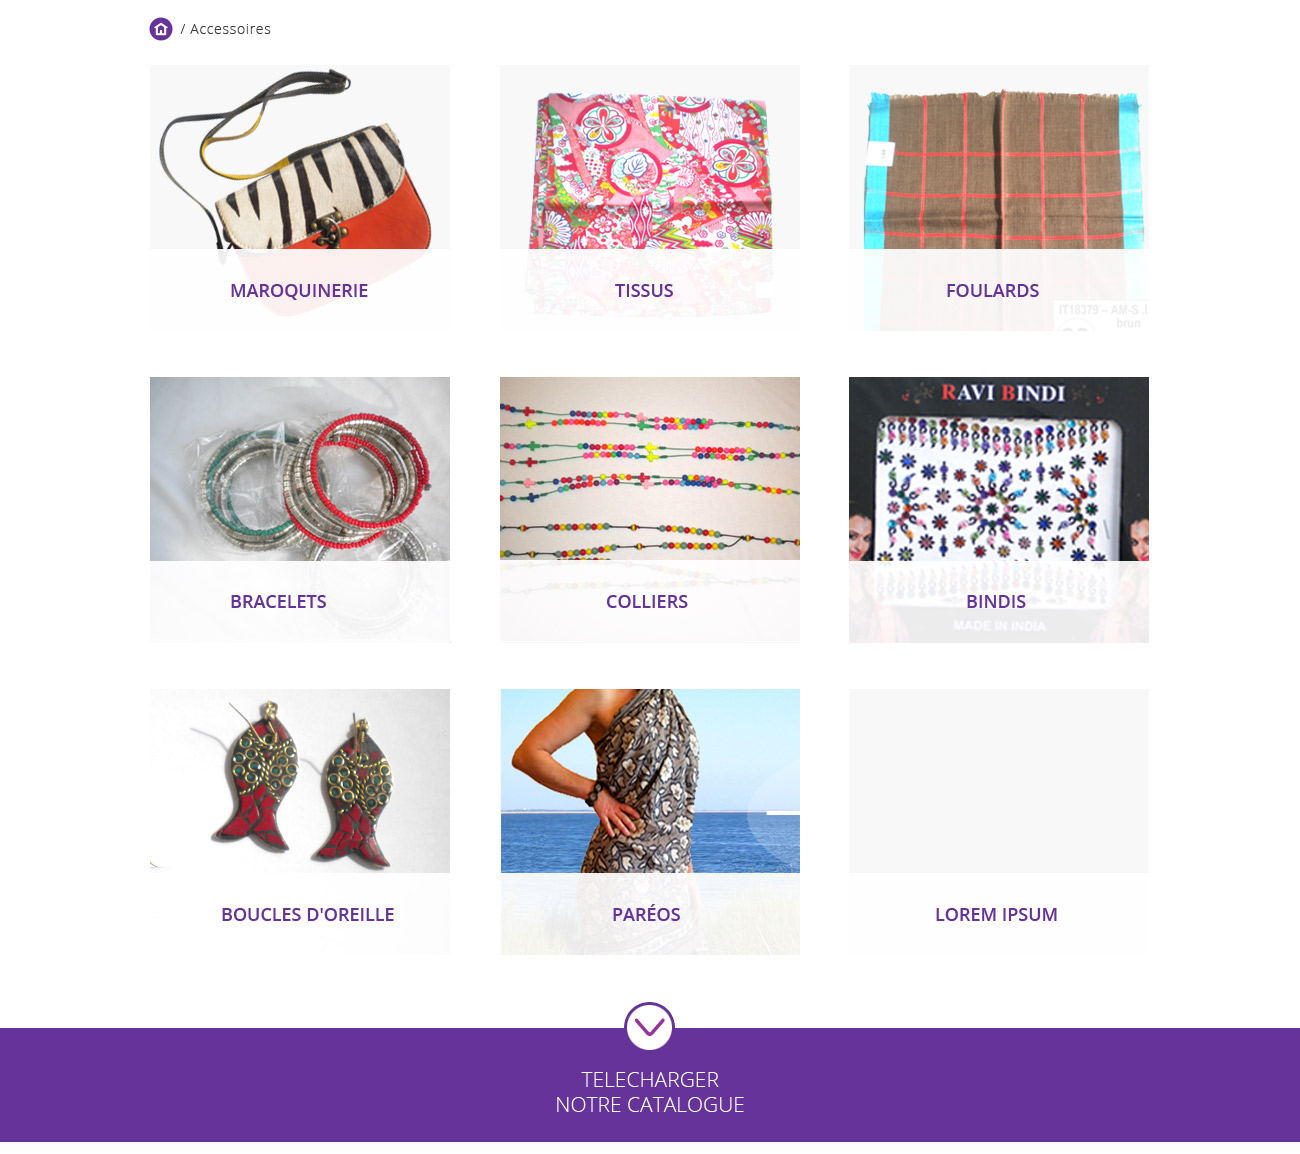 / Accessoires
MAROQUINERIE
TISSUS
FOULARDS
IT18379 – AM-S
brun
BRACELETS
COLLIERS
RAVI BINDI
BINDIS
MADE IN INDIA
BOUCLES D'OREILLE
PARÉOS
LOREM IPSUM
TELECHARGER
NOTRE CATALOGUE